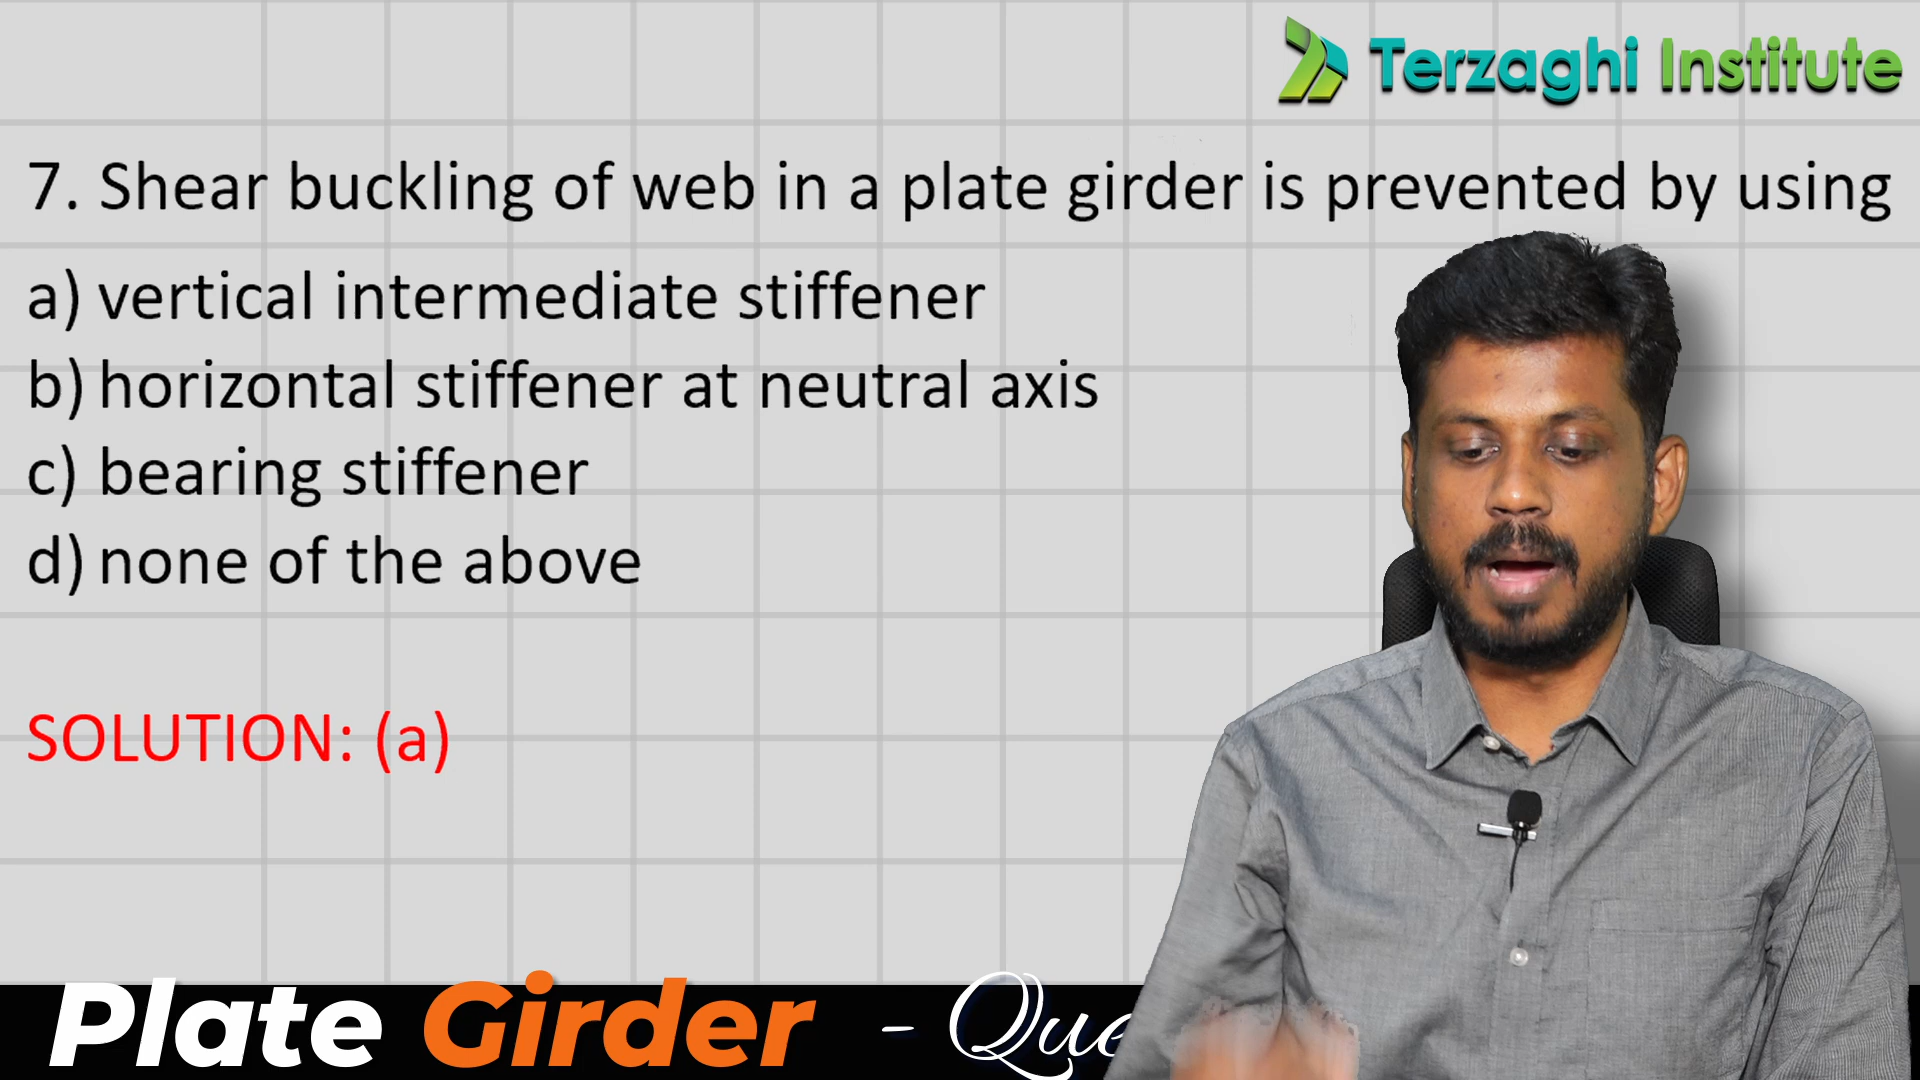 Terzaghi Institute
7. Shear buckling of web in a plate girder is prevented by using
a) vertical intermediate stiffener
b) horizontal stiffener at neutral axis
c) bearing stiffener
d) none of the above
SOLUTION: (a)
Plate Girder - Que